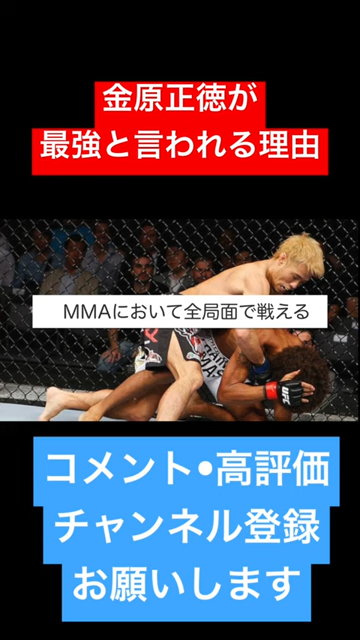 金原正徳が
最強と言われる理由
MMAにおいて全局面で戦える
UFC
コメント•高評価
チャンネル登録
お願いします